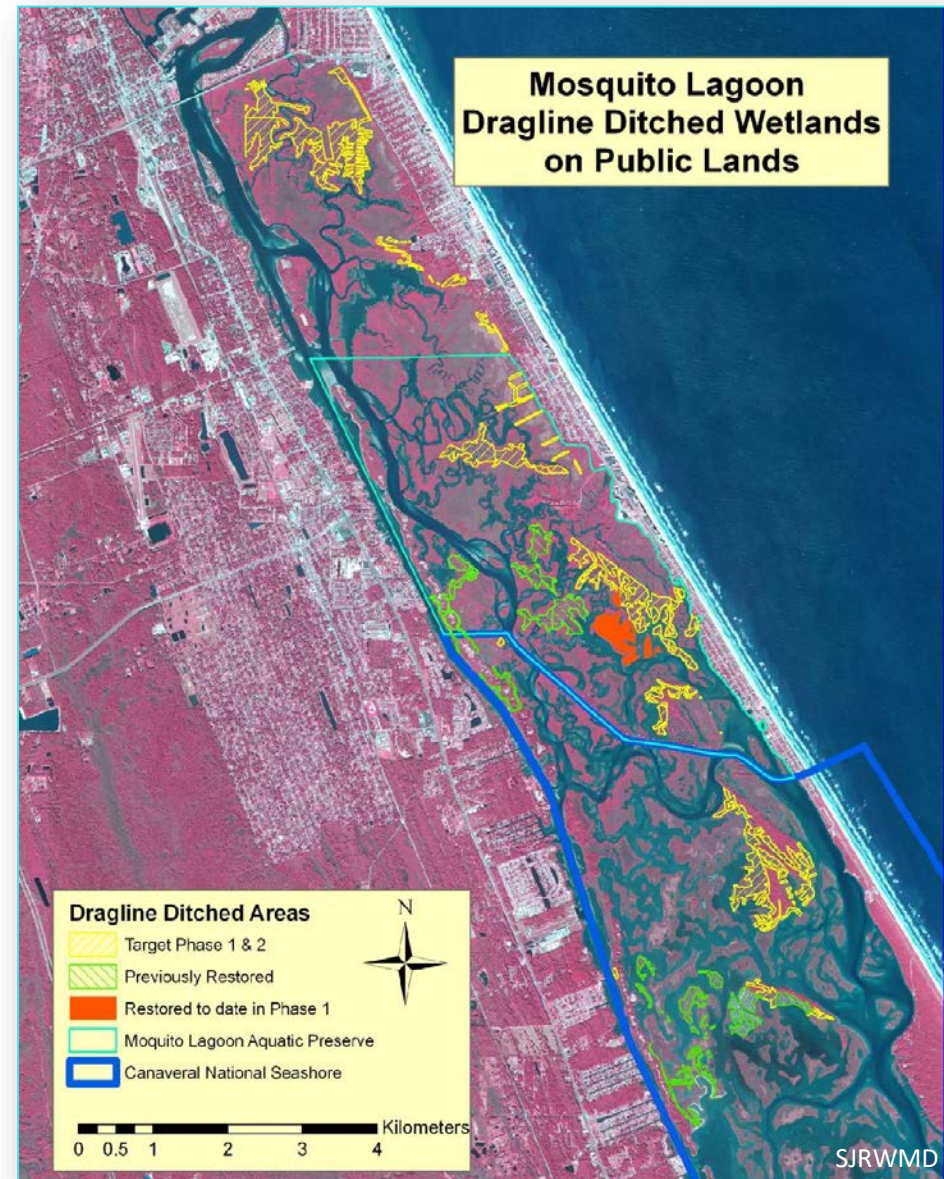 Mosquito Lagoon
Dragline Ditched Wetlands
on Public Lands
Dragline Ditched Areas
N
Target Phase 1 & 2
Previously Restored
Restored to date in Phase 1
Moquito Lagoon Aquatic Preserve
Canaveral National Seashore
Kilometers
0 0.5 1 2 3 4
SJRWMD